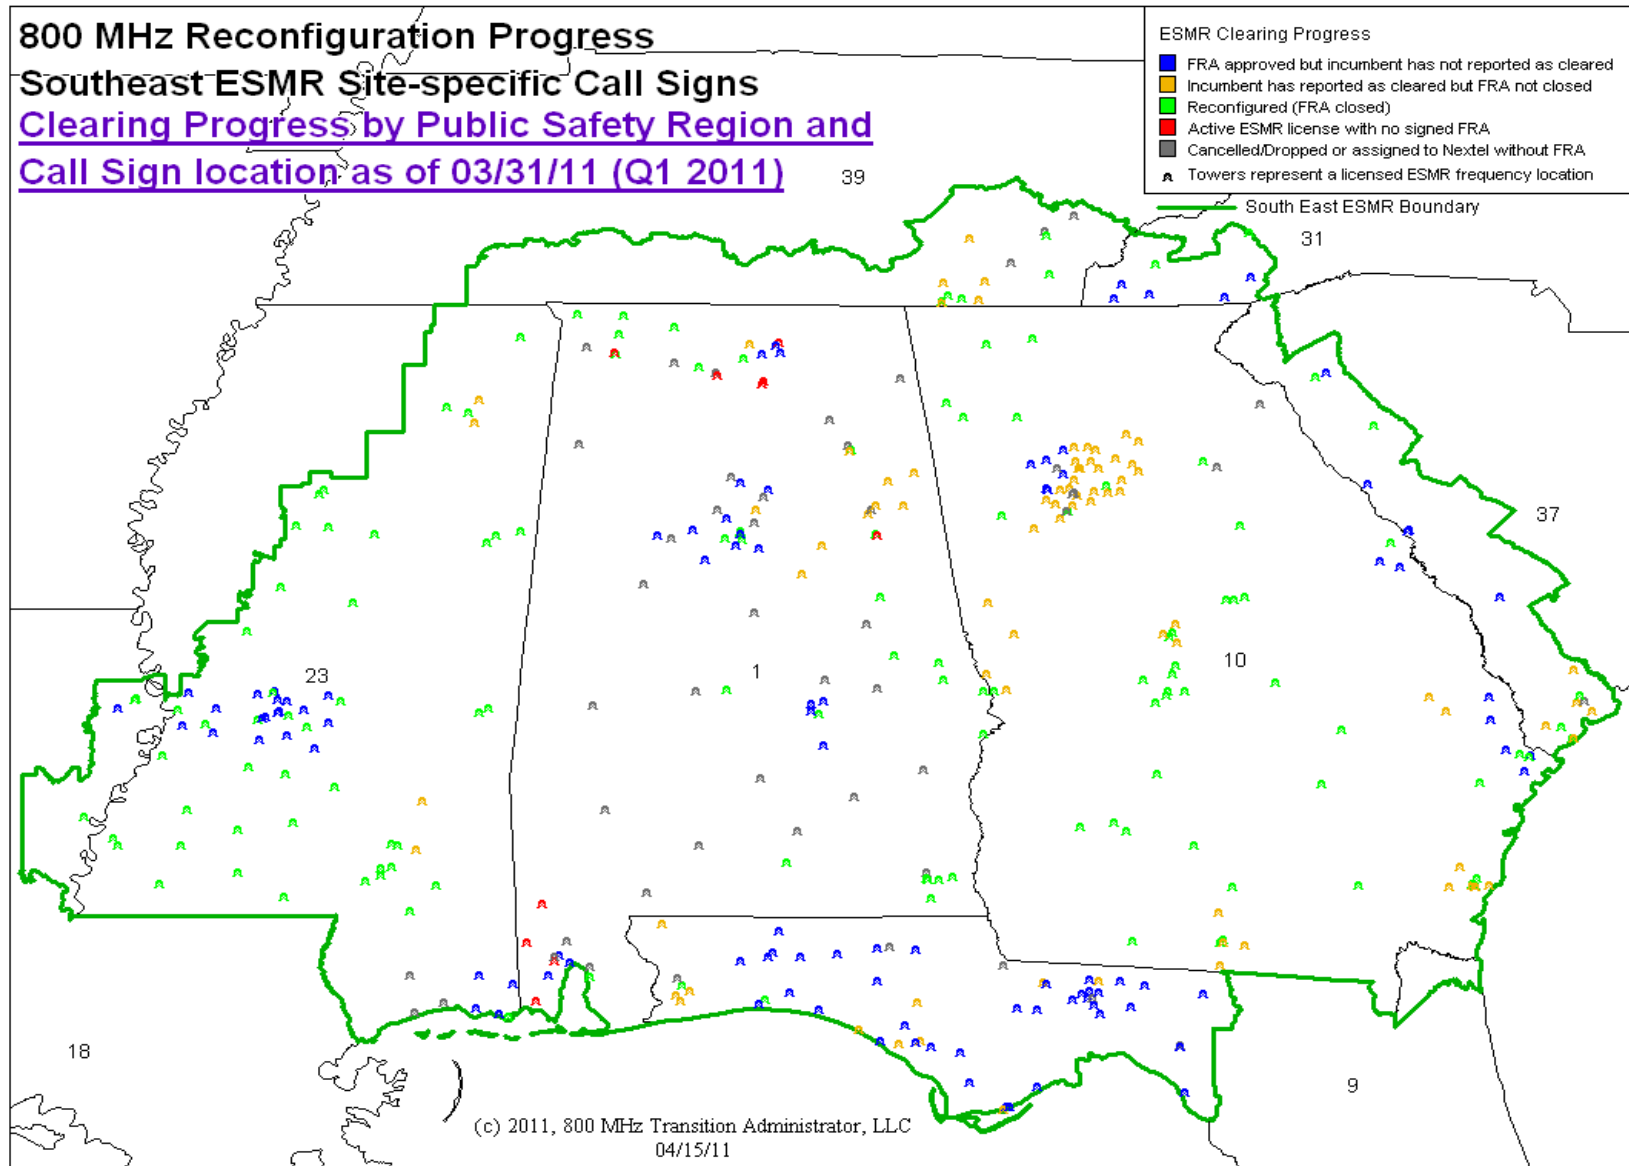 800 MHz Reconfiguration Progress
Southeast ESMR Site-specific Call Signs
Clearing Progress by Public Safety Region and
Call Sign location as of 03/31/11 (Q1 2011)
ESMR Clearing Progress
FRA approved but incumbent has not reported as cleared
Incumbent has reported as cleared but FRA not closed
Reconfigured (FRA closed)
Active ESMR license with no signed FRA
Cancelled/Dropped or assigned to Nextel without FRA
Towers represent a licensed ESMR frequency location
South East ESMR Boundary
39
31
37
23
1
10
18
9
(c) 2011, 800 MHz Transition Administrator, LLC
04/15/11